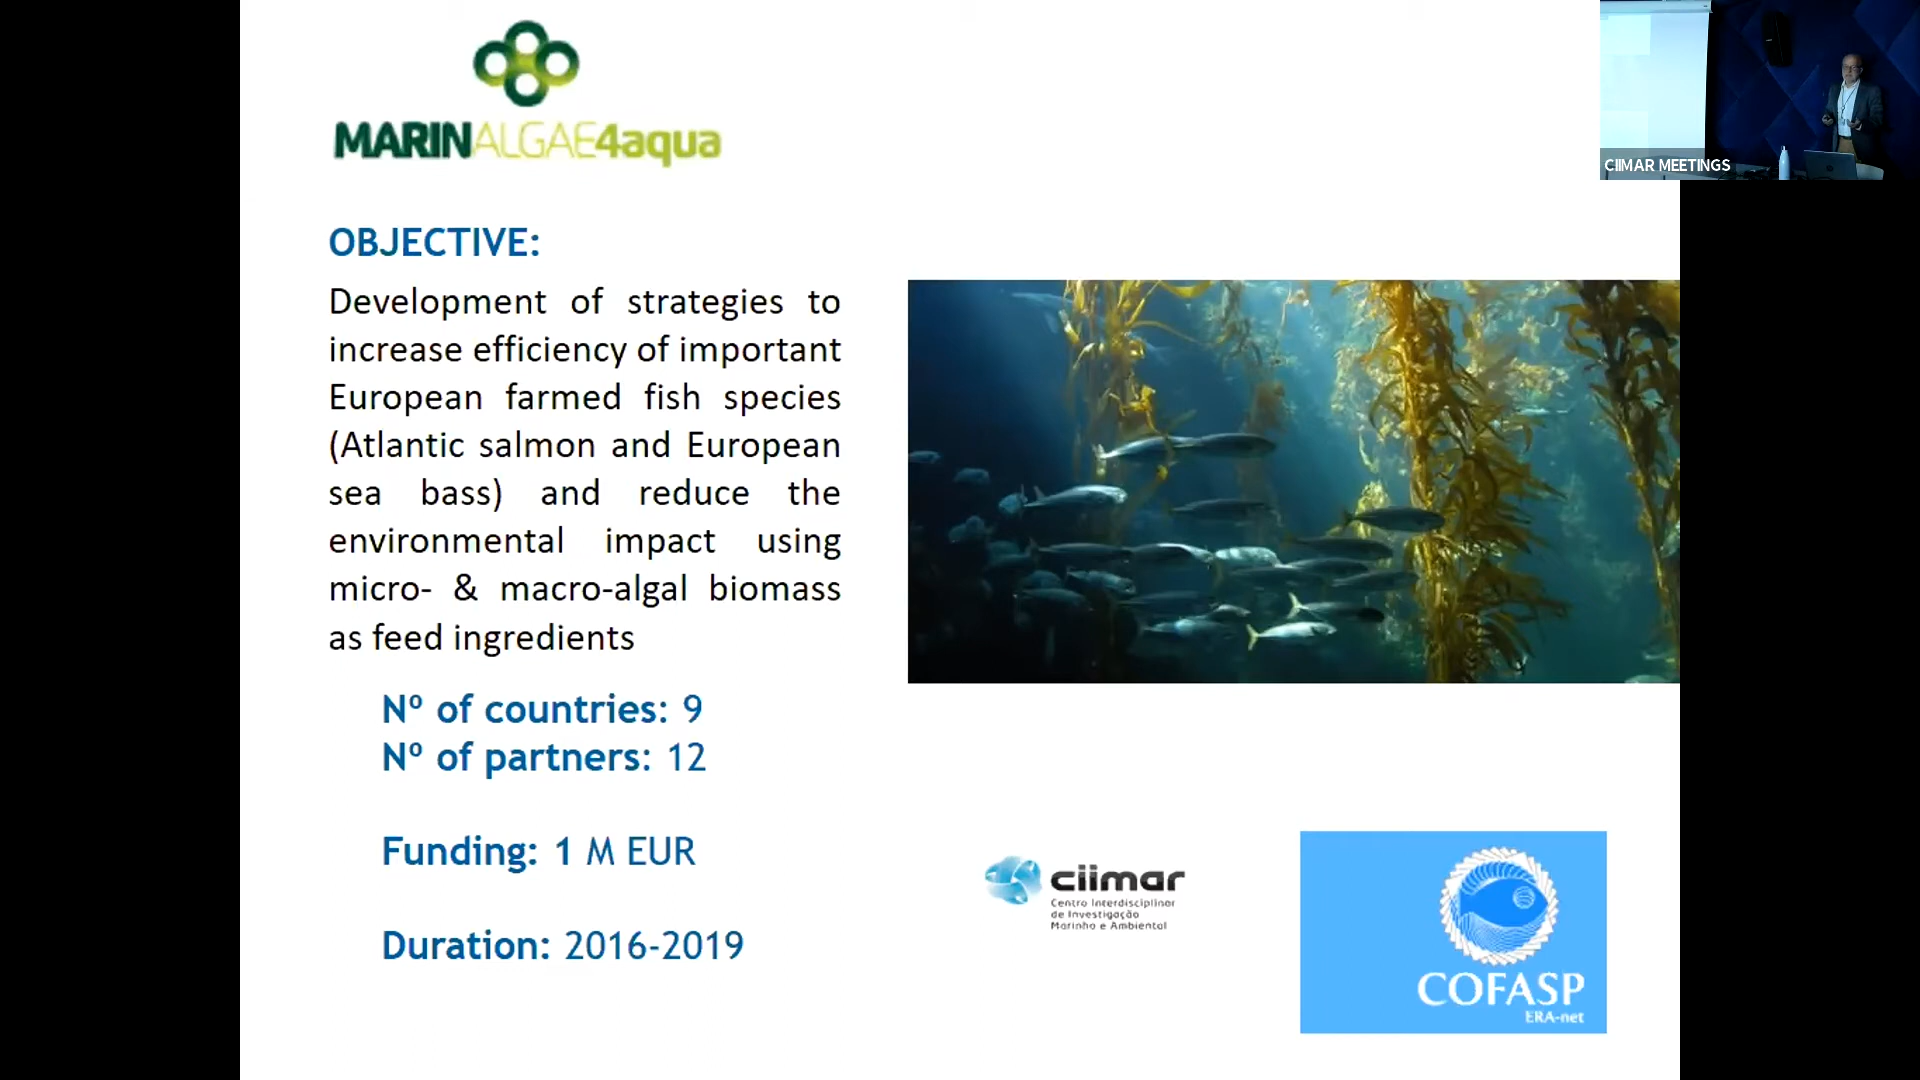 MARINALGAE4aqua
CIIMAR MEETINGS
OBJECTIVE:
Development of strategies to
increase efficiency of important
European farmed fish species
(Atlantic salmon and European
sea bass) and reduce the
environmental impact using
micro- & macro-algal biomass
as feed ingredients
Nº of countries: 9
Nº of partners: 12
Funding: 1 M EUR
Duration: 2016-2019
ciimar
Centro Interdisciplinar
de Investigação
Marinha e Ambiental
COFASP
ERA-net